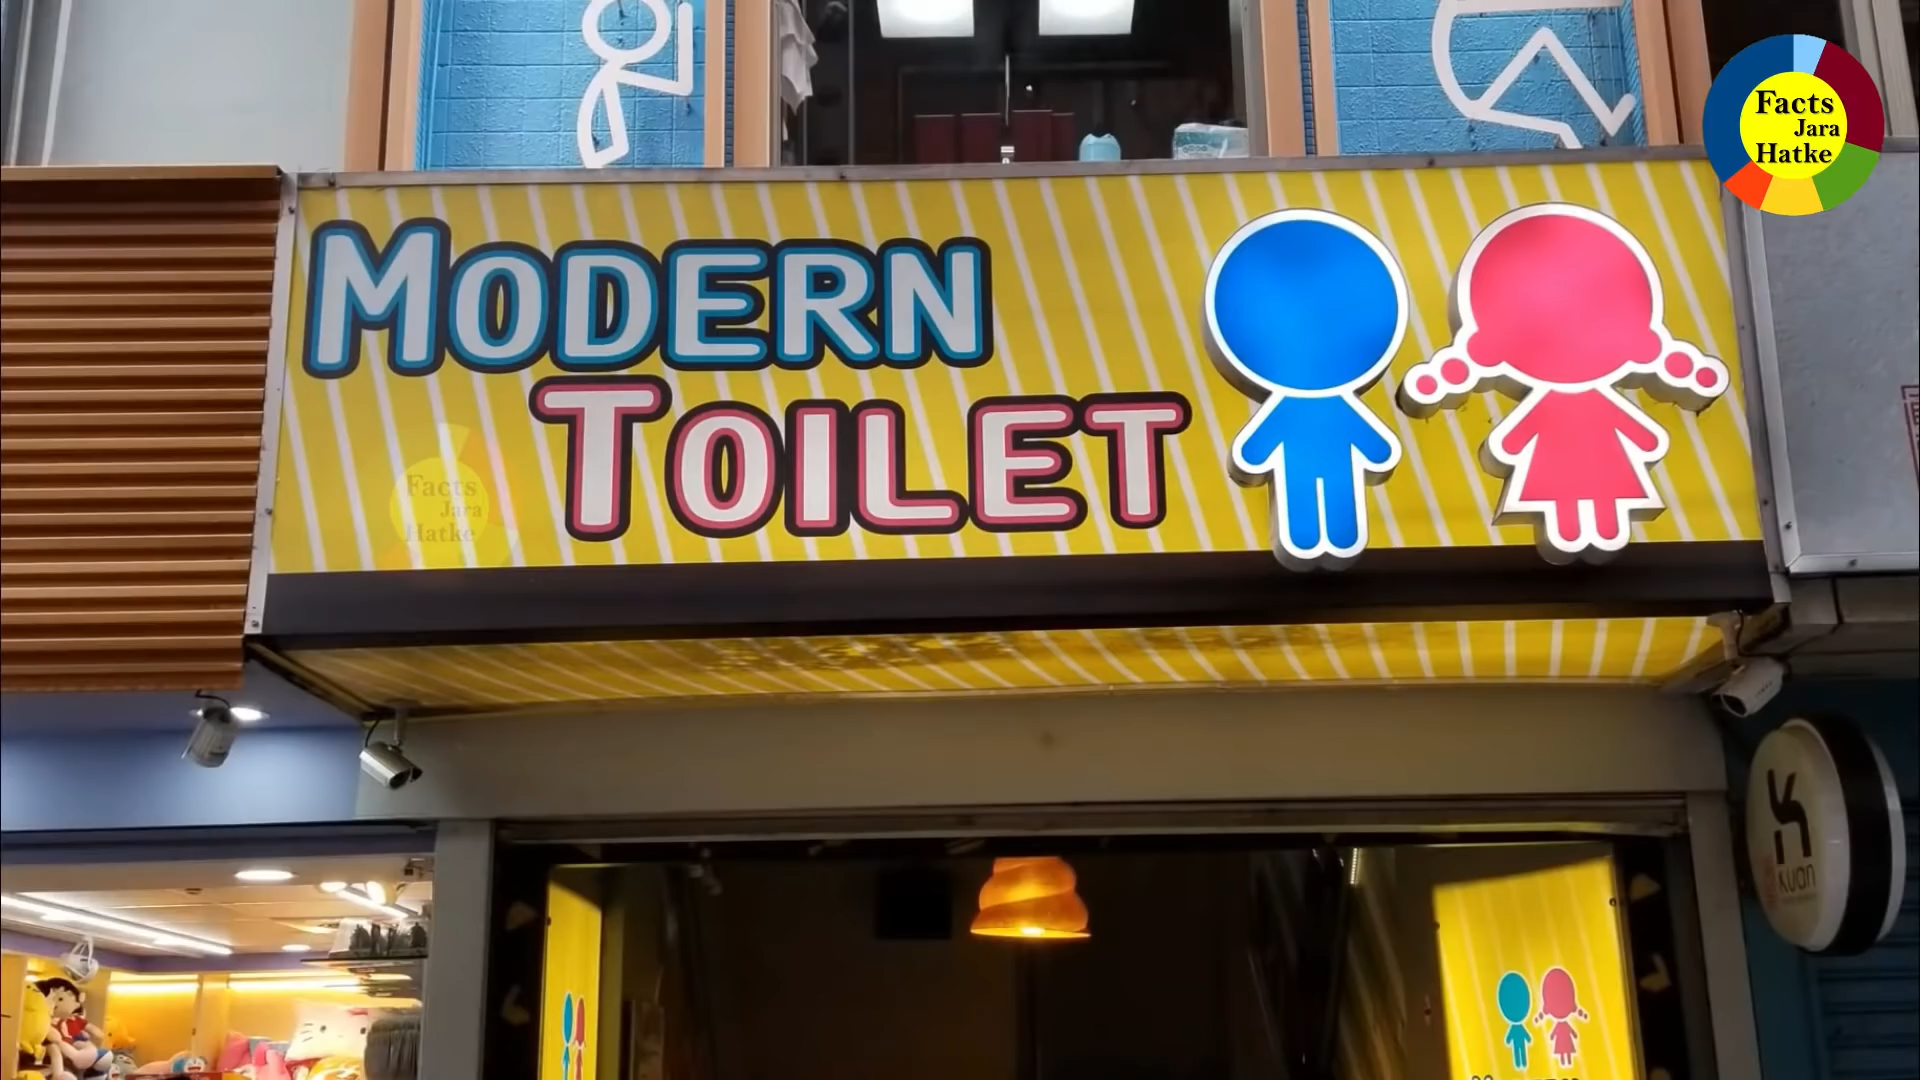 Facts
Jara
Hatke
MODERN
TOILET
Facts
Jara
Hatke
K
KUAN